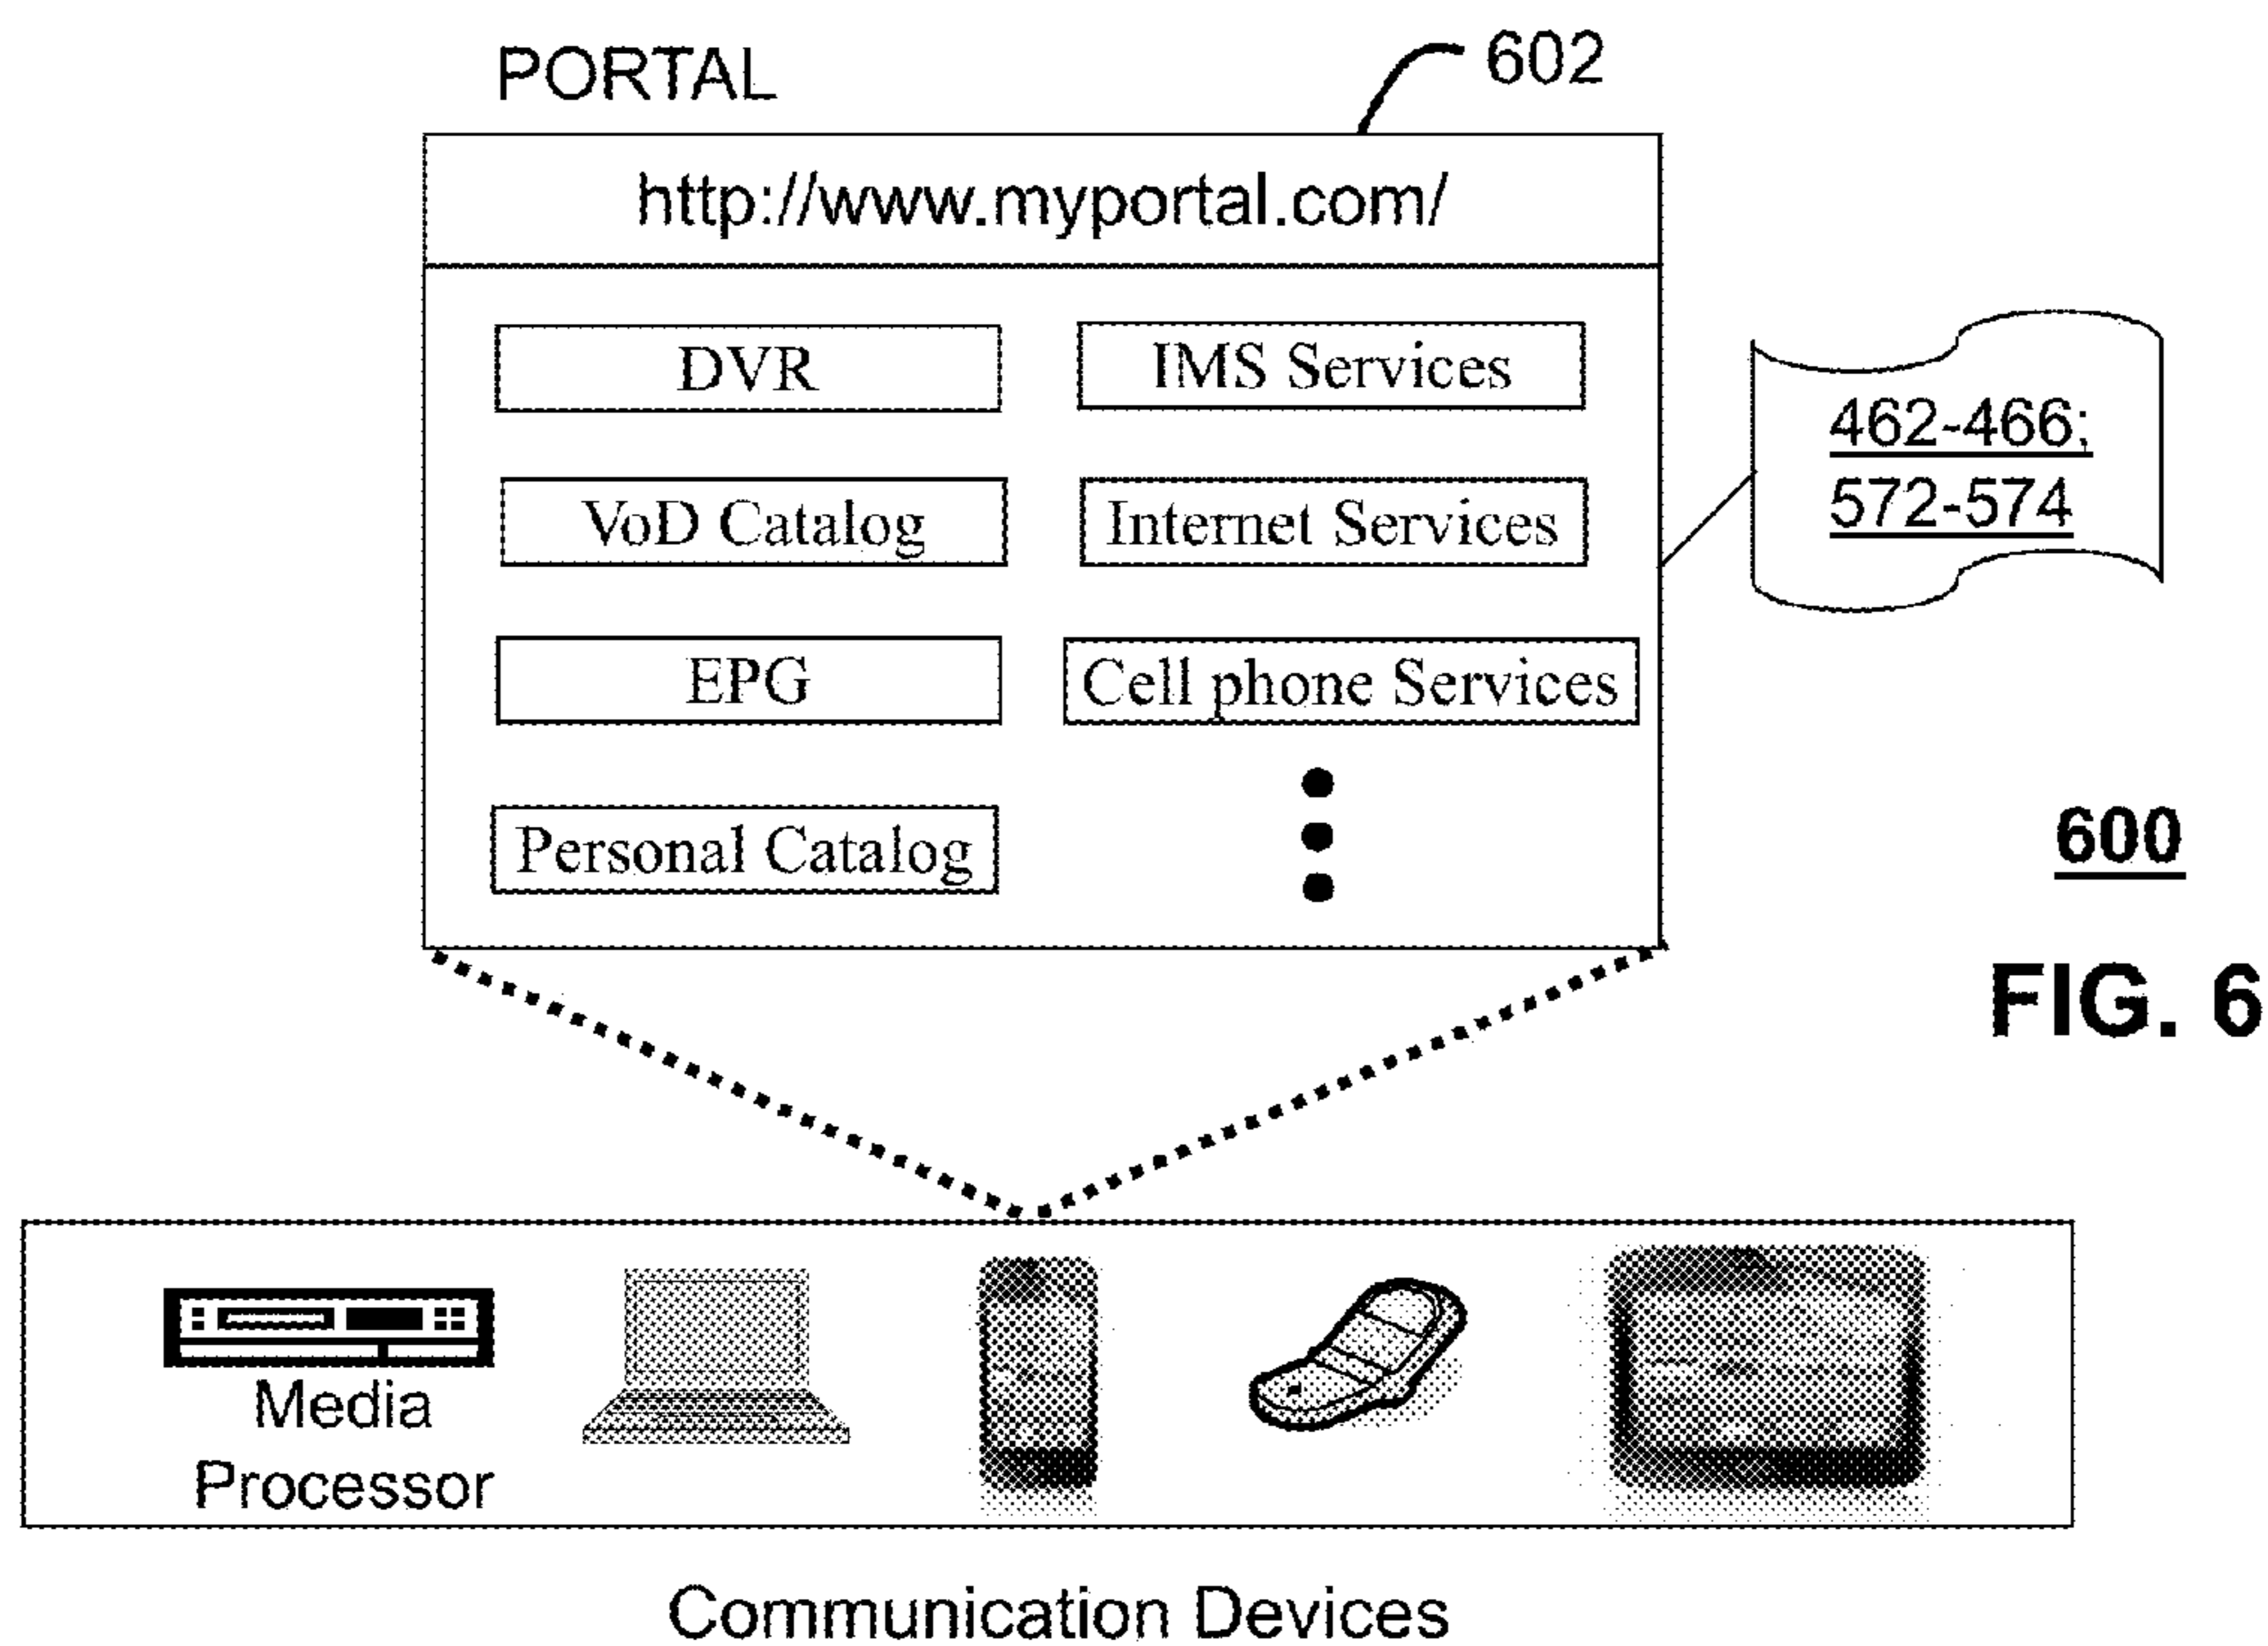 PORTAL
602
http://www.myportal.com/
DVR
IMS Services
462-466;
572-574
VoD Catalog
Internet Services
EPG
Cell phone Services
Personal Catalog
600
FIG. 6
Media
Processor
Communication Devices